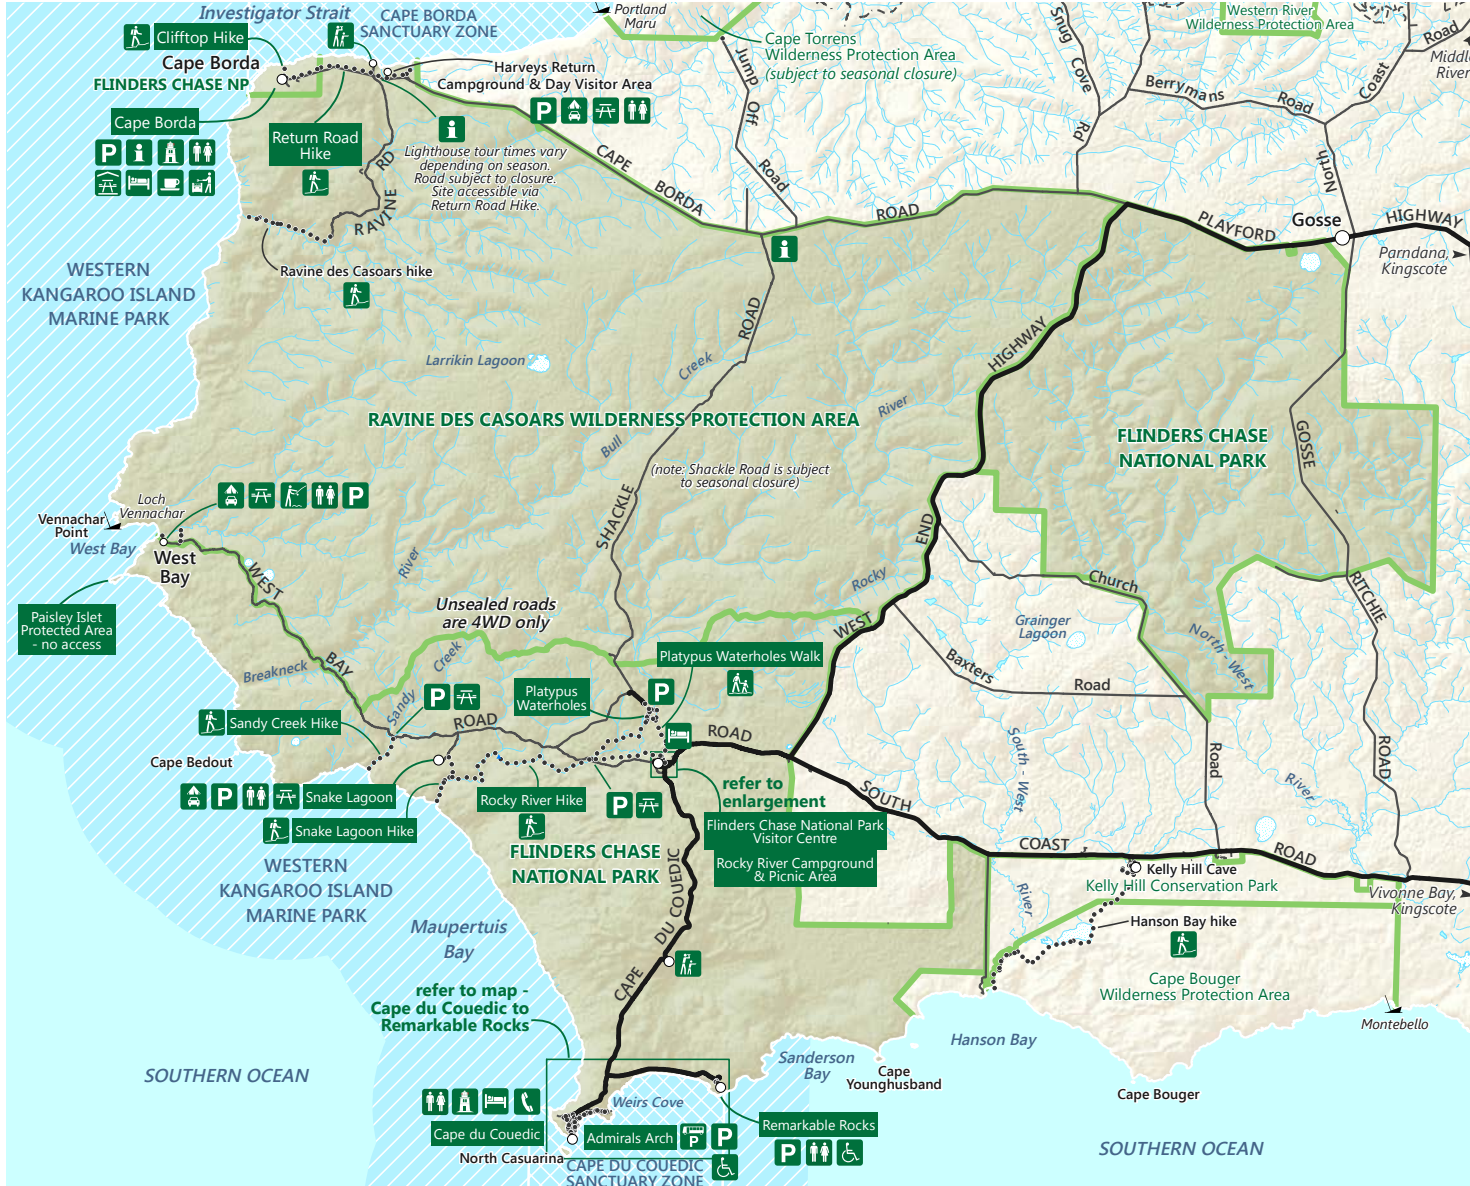 Investigator Strait
CAPE BORDA
SANCTUARY ZONE
Portland
Maru
Western River
Wilderness Protection Area
Clifftop Hike
Cape Borda
FLINDERS CHASE NP
Harveys Return
Campground & Day Visitor Area
P
Cape Torrens
Wilderness Protection Area
(subject to seasonal closure)
Jump Off Road
Snug Cove Rd
Berrymans Road
Coast Road
Middle
River
North
Cape Borda
P i
Return Road
Hike
i
Lighthouse tour times vary
depending on season.
Road subject to closure.
Site accessible via
Return Road Hike.
RAVINE RD
CAPE BORDA ROAD
i
PLAYFORD HIGHWAY
Gosse
Parndana,
Kingscote
Ravine des Casoars hike
WESTERN
KANGAROO ISLAND
MARINE PARK
Larrikin Lagoon
ROAD
Creek
Bull
River
HIGHWAY
RAVINE DES CASOARS WILDERNESS PROTECTION AREA
(note: Shackle Road is subject
to seasonal closure)
FLINDERS CHASE
NATIONAL PARK
GOSSE
SHACKLE
END
P
Loch
Vennachar
Vennachar
Point
West Bay
West
Bay
WEST
BAY
River
Rocky
Church
RITCHIE
Paisley Islet
Protected Area
- no access
Unsealed roads
are 4WD only
WEST
Grainger
Lagoon
North - West
Breakneck
Creek
Sandy
Platypus Waterholes Walk
Baxters Road
P
Platypus
Waterholes
P
Sandy Creek Hike
ROAD
ROAD
South - West
Road
ROAD
River
Cape Bedout
P
Snake Lagoon
Snake Lagoon Hike
Rocky River Hike
P
refer to
enlargement
Flinders Chase National Park
Visitor Centre
Rocky River Campground
& Picnic Area
SOUTH
COAST
ROAD
WESTERN
KANGAROO ISLAND
MARINE PARK
FLINDERS CHASE
NATIONAL PARK
Kelly Hill Cave
Kelly Hill Conservation Park
Vivonne Bay,
Kingscote
River
Hanson Bay hike
Maupertuis
Bay
CAPE DU COUEDIC
refer to map -
Cape du Couedic to
Remarkable Rocks
Cape Bouger
Wilderness Protection Area
Montebello
Hanson Bay
Sanderson
Bay
Cape
Younghusband
Cape Bouger
SOUTHERN OCEAN
Weirs Cove
Cape du Couedic
Admirals Arch
P
P
Remarkable Rocks
P
North Casuarina
CAPE DU COUEDIC
SANCTUARY ZONE
SOUTHERN OCEAN